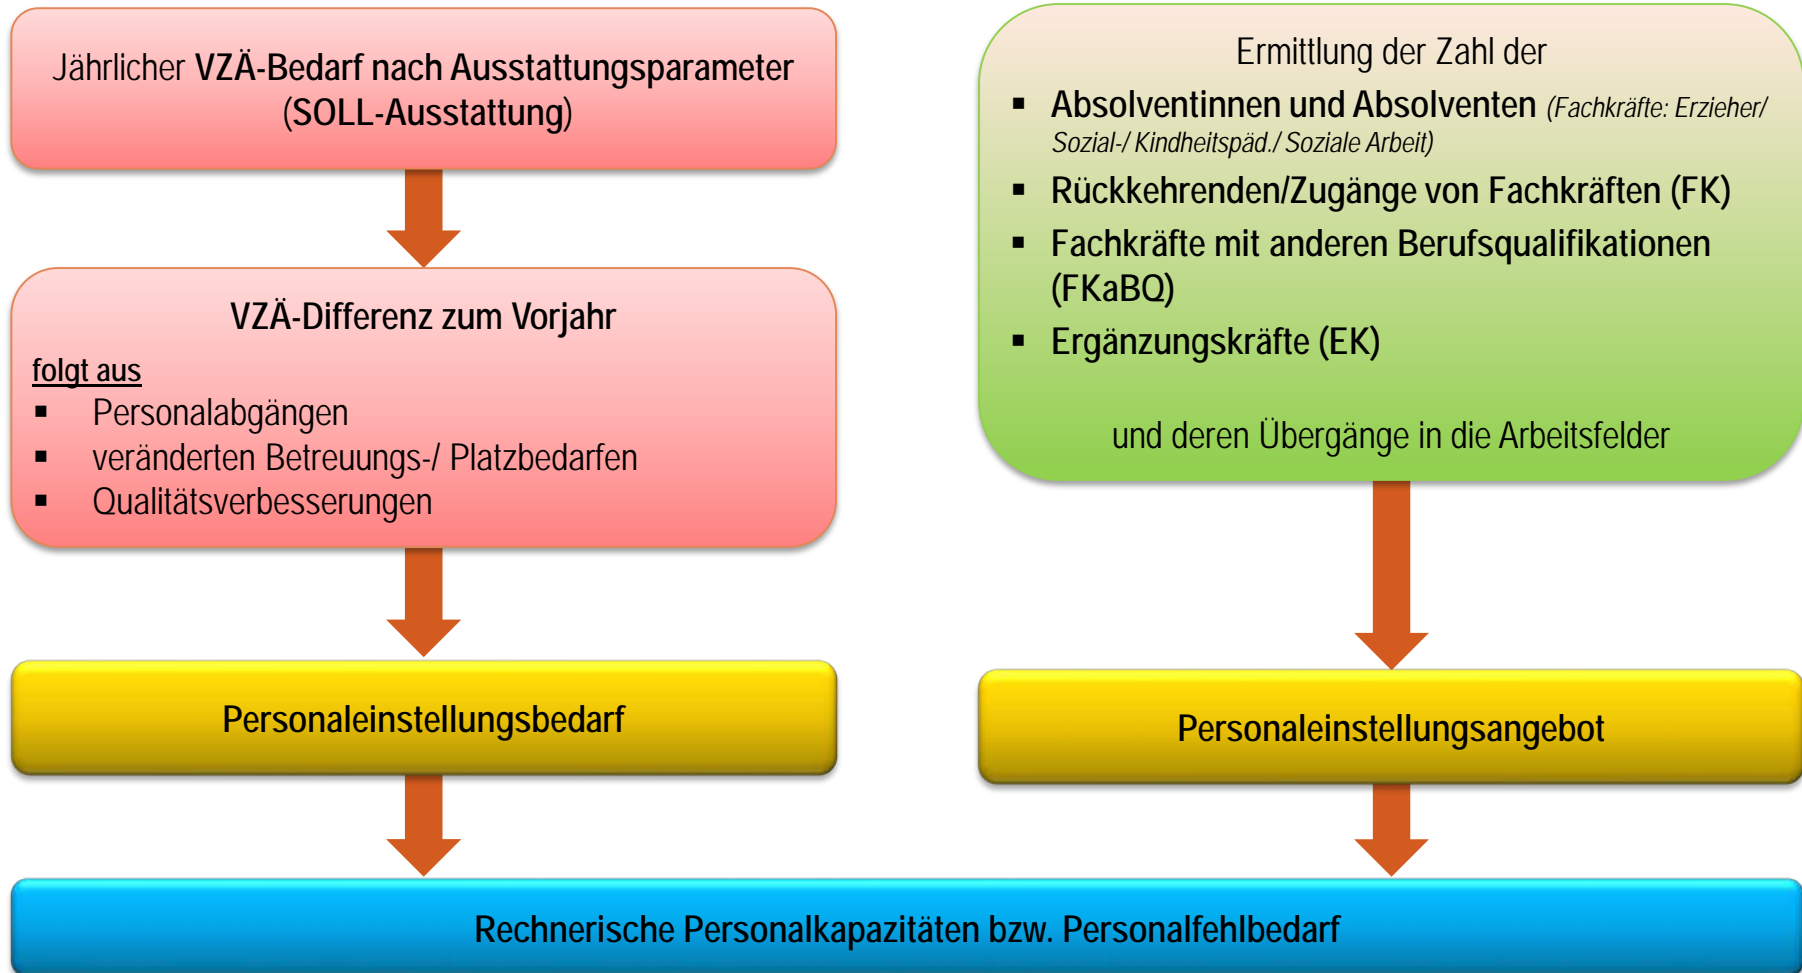 Jährlicher VZÄ-Bedarf nach Ausstattungsparameter
(SOLL-Ausstattung)
VZÄ-Differenz zum Vorjahr
folgt aus
▪ Personalabgängen
▪ veränderten Betreuungs-/ Platzbedarfen
▪ Qualitätsverbesserungen
Personaleinstellungsbedarf
Ermittlung der Zahl der
▪ Absolventinnen und Absolventen (Fachkräfte: Erzieher/
Sozial-/ Kindheitspäd./ Soziale Arbeit)
▪ Rückkehrenden/Zugänge von Fachkräften (FK)
▪ Fachkräfte mit anderen Berufsqualifikationen
(FKaBQ)
▪ Ergänzungskräfte (EK)
und deren Übergänge in die Arbeitsfelder
Personaleinstellungsangebot
Rechnerische Personalkapazitäten bzw. Personalfehlbedarf